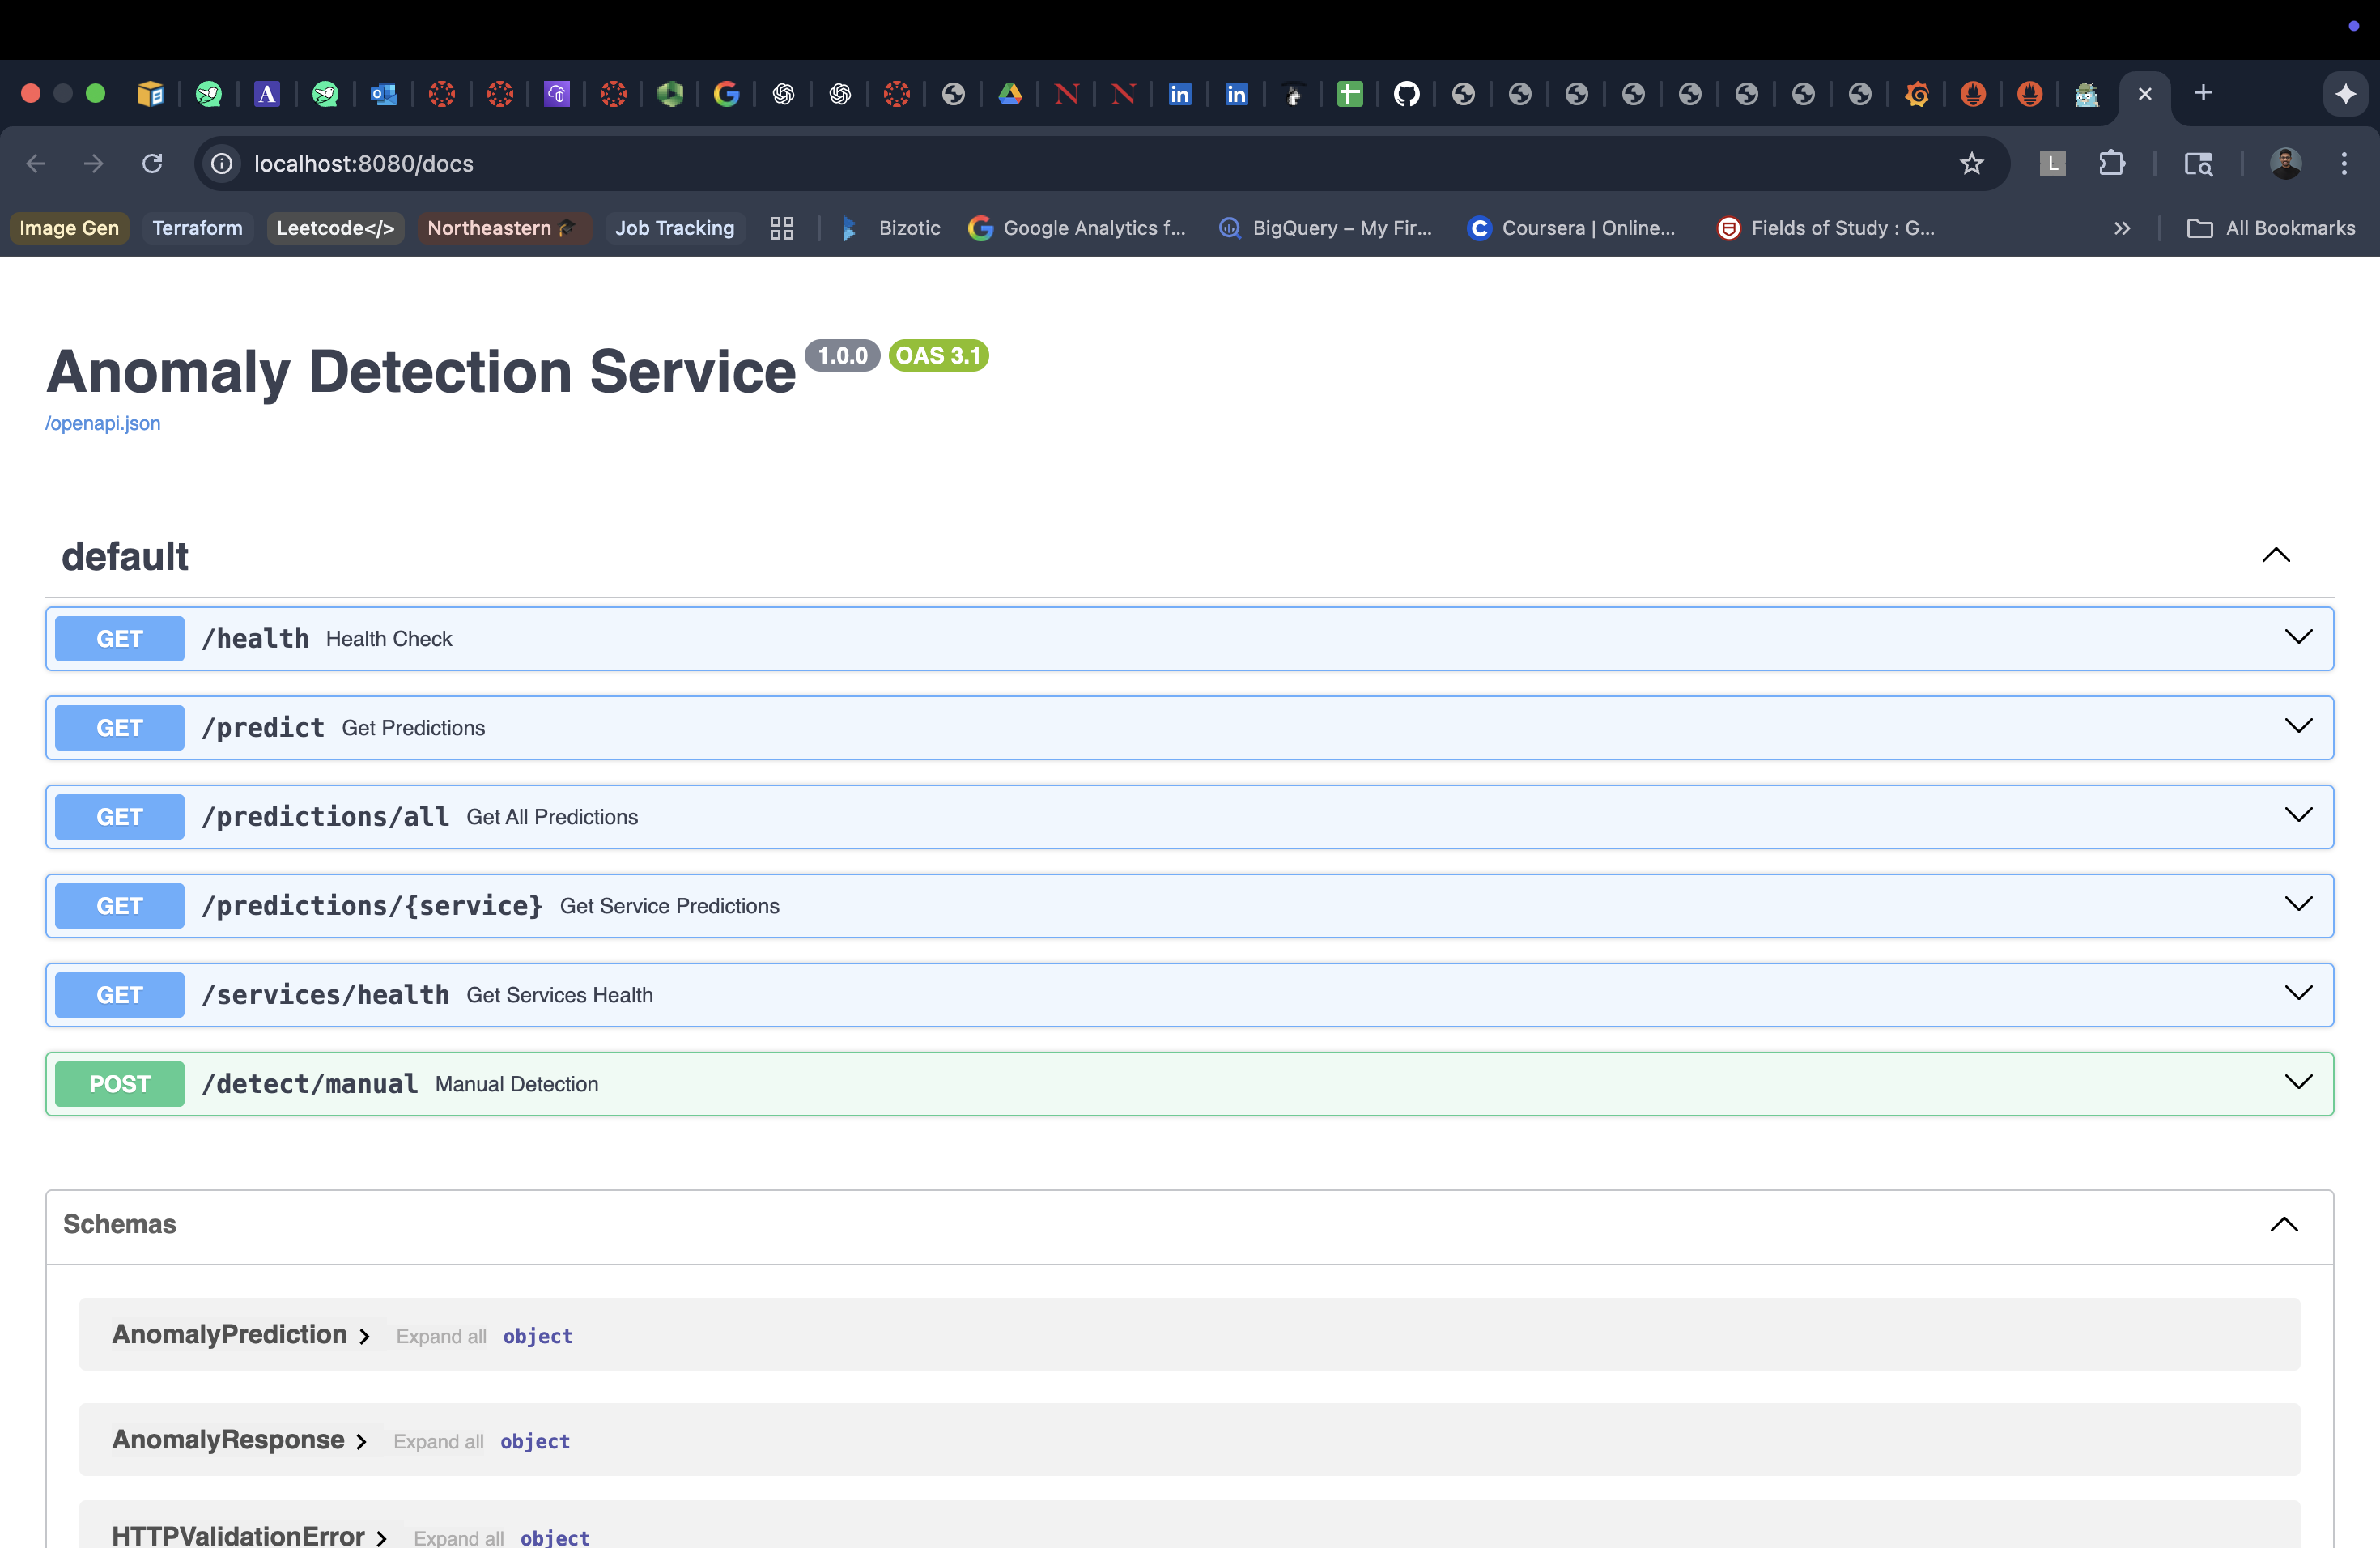 localhost:8080/docs
L
Image Gen Terraform Leetcode</> Northeastern 🎓 Job Tracking Bizotic Google Analytics f... BigQuery – My Fir... Coursera | Online... Fields of Study : G... » All Bookmarks
Anomaly Detection Service 1.0.0 OAS 3.1
/openapi.json
default
GET /health Health Check
GET /predict Get Predictions
GET /predictions/all Get All Predictions
GET /predictions/{service} Get Service Predictions
GET /services/health Get Services Health
POST /detect/manual Manual Detection
Schemas
AnomalyPrediction > Expand all object
AnomalyResponse > Expand all object
HTTPValidationError > Expand all object